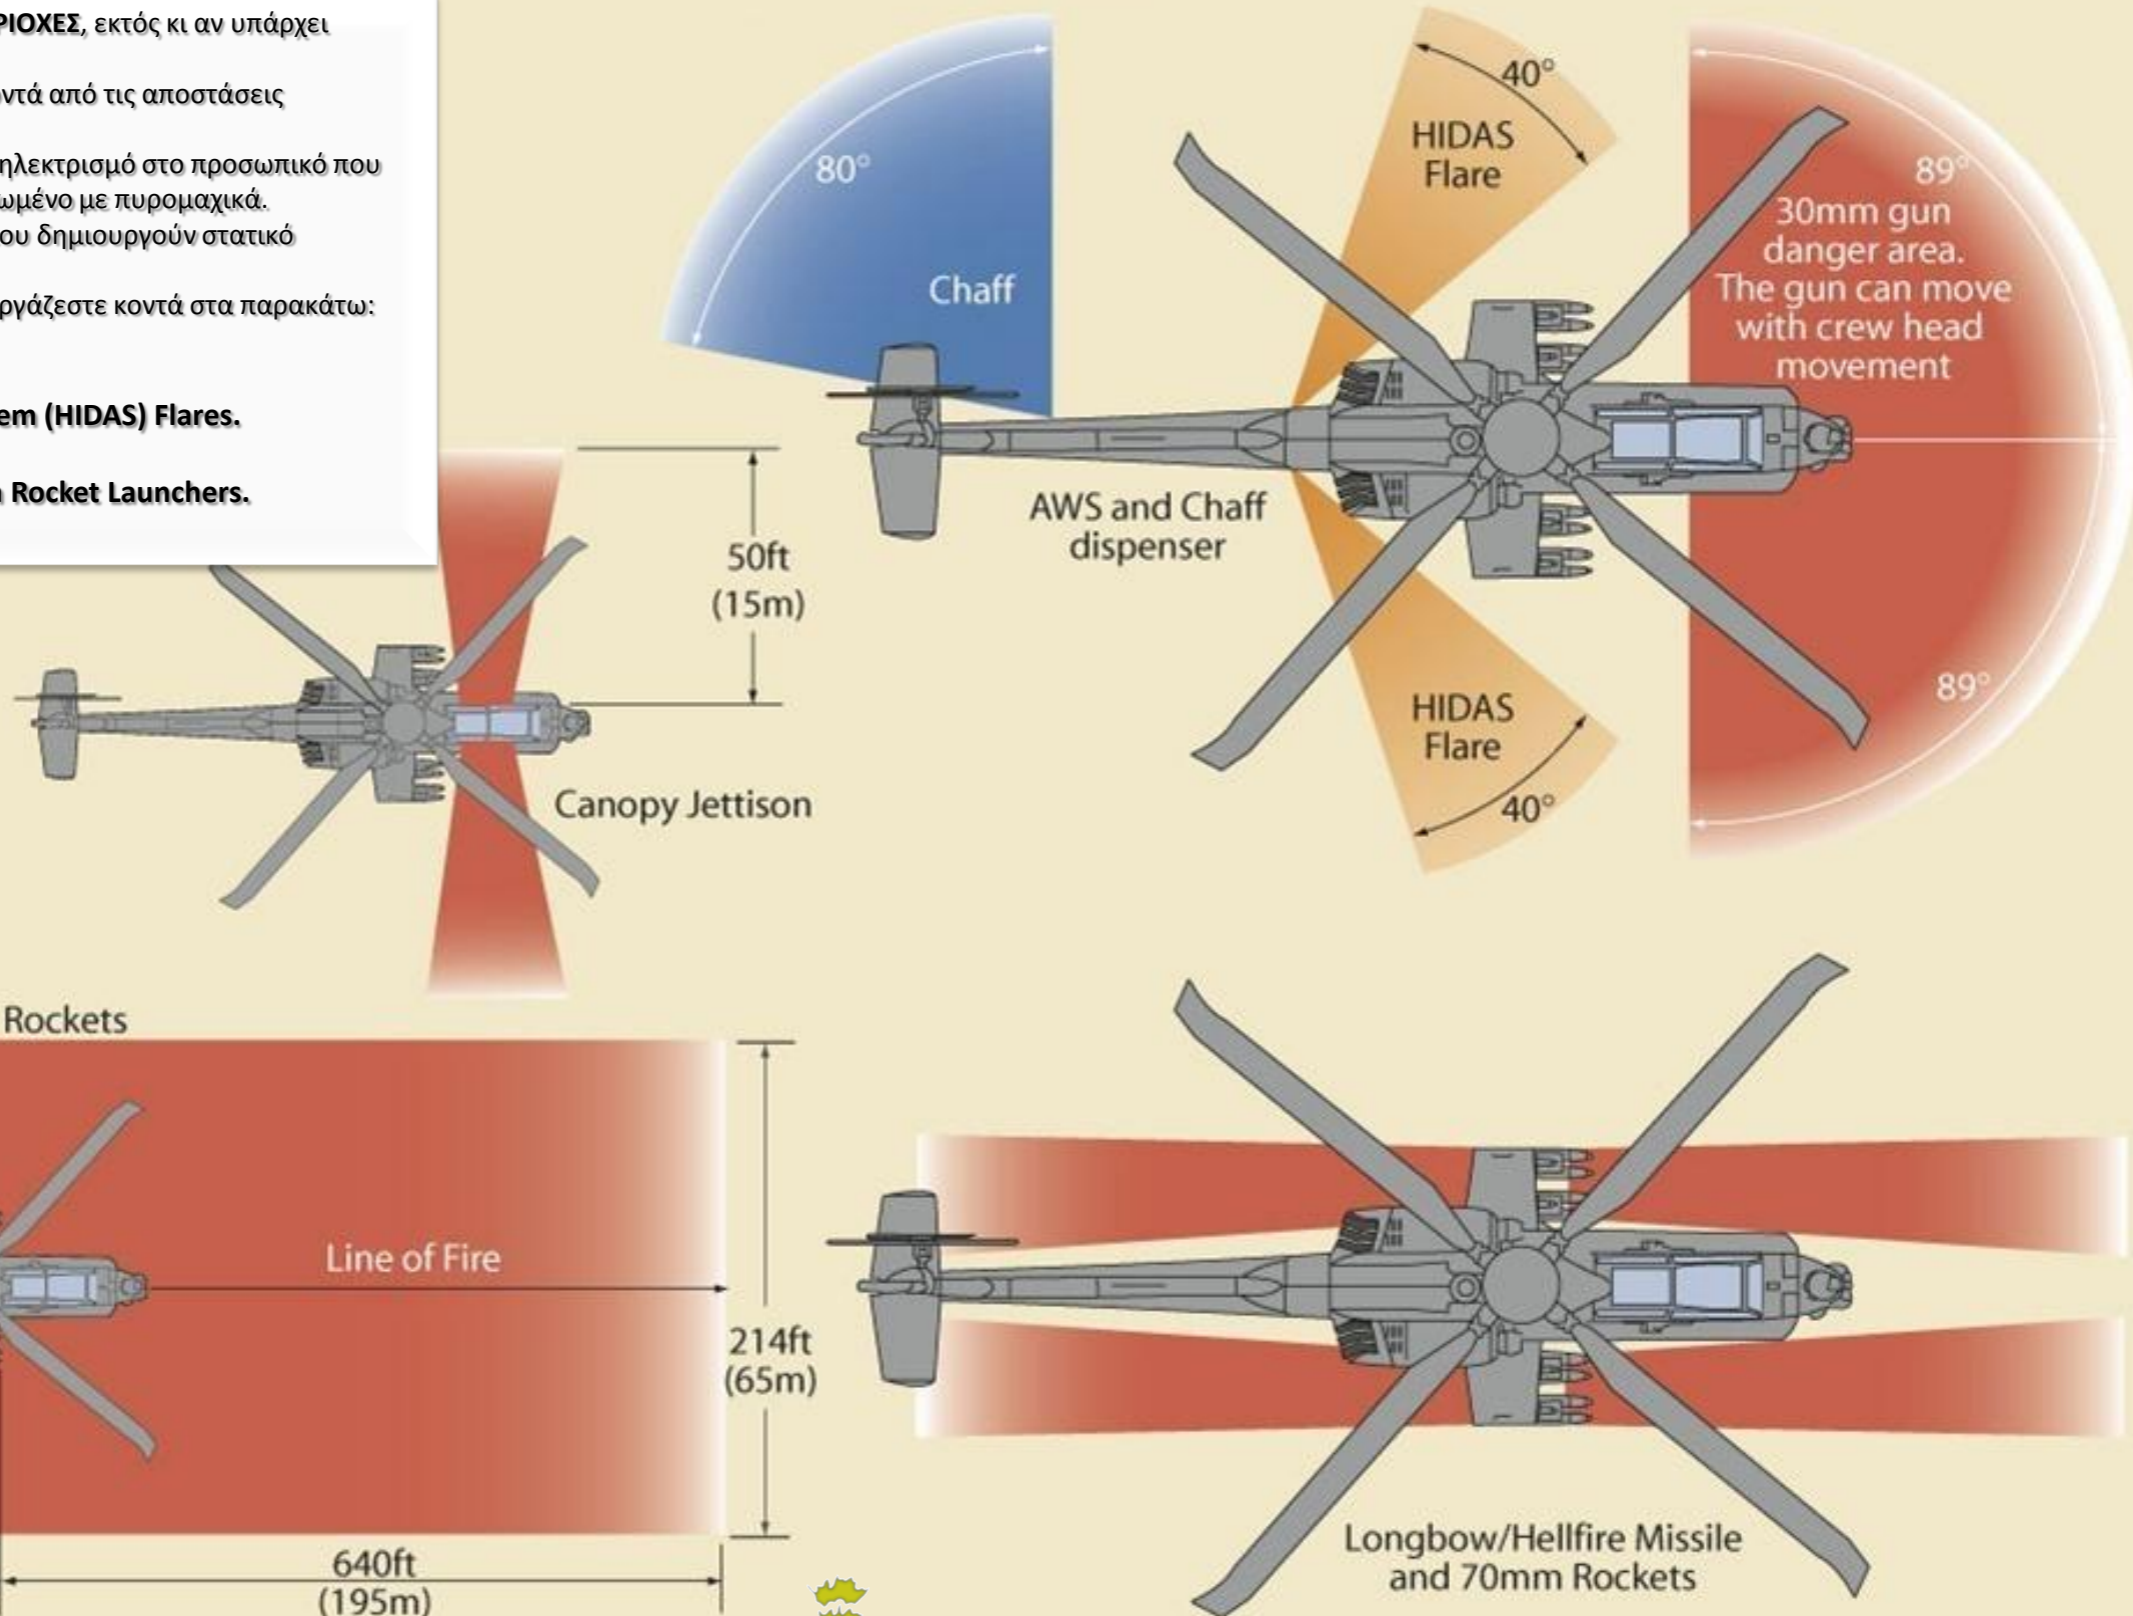 ΡΙΟΧΕΣ, εκτός κι αν υπάρχει
ντά από τις αποστάσεις
ηλεκτρισμό στο προσωπικό που
ωμένο με πυρομαχικά.
ου δημιουργούν στατικό
ργάζεστε κοντά στα παρακάτω:
em (HIDAS) Flares.
Rocket Launchers.
80°
Chaff
40°
HIDAS
Flare
89°
30mm gun
danger area.
The gun can move
with crew head
movement
AWS and Chaff
dispenser
HIDAS
Flare
40°
89°
50ft
(15m)
Canopy Jettison
Rockets
Line of Fire
214ft
(65m)
640ft
(195m)
Longbow/Hellfire Missile
and 70mm Rockets